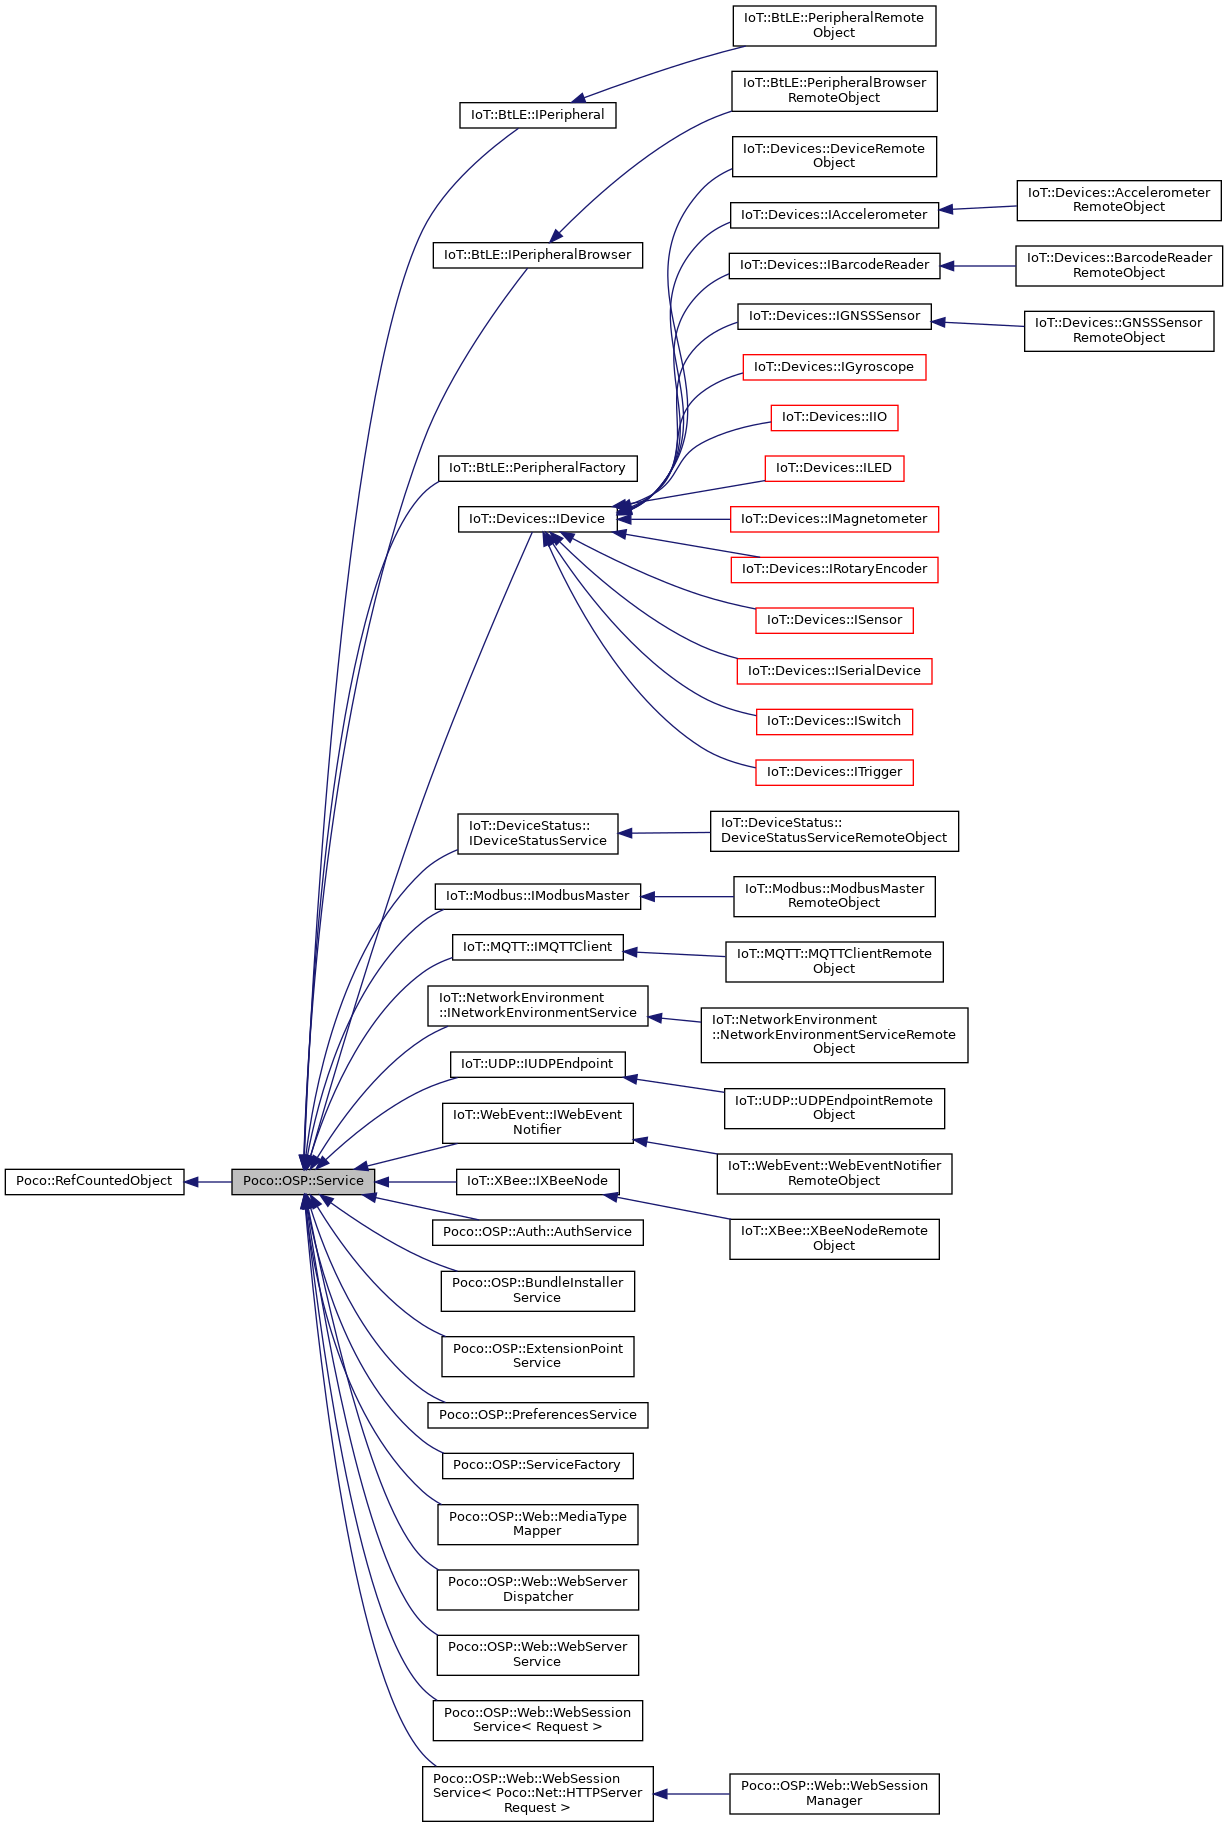 IoT::BtLE::PeripheralRemote
Object
IoT::BtLE::PeripheralBrowser
RemoteObject
IoT::BtLE::IPeripheral
IoT::Devices::DeviceRemote
Object
IoT::Devices::Accelerometer
RemoteObject
IoT::Devices::IAccelerometer
IoT::BtLE::IPeripheralBrowser
IoT::Devices::IBarcodeReader
IoT::Devices::BarcodeReader
RemoteObject
IoT::Devices::IGNSSSensor
IoT::Devices::GNSSSensor
RemoteObject
IoT::Devices::IGyroscope
IoT::Devices::IIO
IoT::BtLE::PeripheralFactory
IoT::Devices::ILED
IoT::Devices::IDevice
IoT::Devices::IMagnetometer
IoT::Devices::IRotaryEncoder
IoT::Devices::ISensor
IoT::Devices::ISerialDevice
IoT::Devices::ISwitch
IoT::Devices::ITrigger
IoT::DeviceStatus::
IDeviceStatusService
IoT::DeviceStatus::
DeviceStatusServiceRemoteObject
IoT::Modbus::IModbusMaster
IoT::Modbus::ModbusMaster
RemoteObject
IoT::MQTT::IMQTTClient
IoT::MQTT::MQTTClientRemote
Object
IoT::NetworkEnvironment
::INetworkEnvironmentService
IoT::NetworkEnvironment
::NetworkEnvironmentServiceRemote
Object
IoT::UDP::IUDPEndpoint
IoT::UDP::UDPEndpointRemote
Object
IoT::WebEvent::IWebEvent
Notifier
IoT::WebEvent::WebEventNotifier
RemoteObject
Poco::RefCountedObject
Poco::OSP::Service
IoT::XBee::IXBeeNode
IoT::XBee::XBeeNodeRemote
Object
Poco::OSP::Auth::AuthService
Poco::OSP::BundleInstaller
Service
Poco::OSP::ExtensionPoint
Service
Poco::OSP::PreferencesService
Poco::OSP::ServiceFactory
Poco::OSP::Web::MediaType
Mapper
Poco::OSP::Web::WebServer
Dispatcher
Poco::OSP::Web::WebServer
Service
Poco::OSP::Web::WebSession
Service< Request >
Poco::OSP::Web::WebSession
Service< Poco::Net::HTTPServer
Request >
Poco::OSP::Web::WebSession
Manager